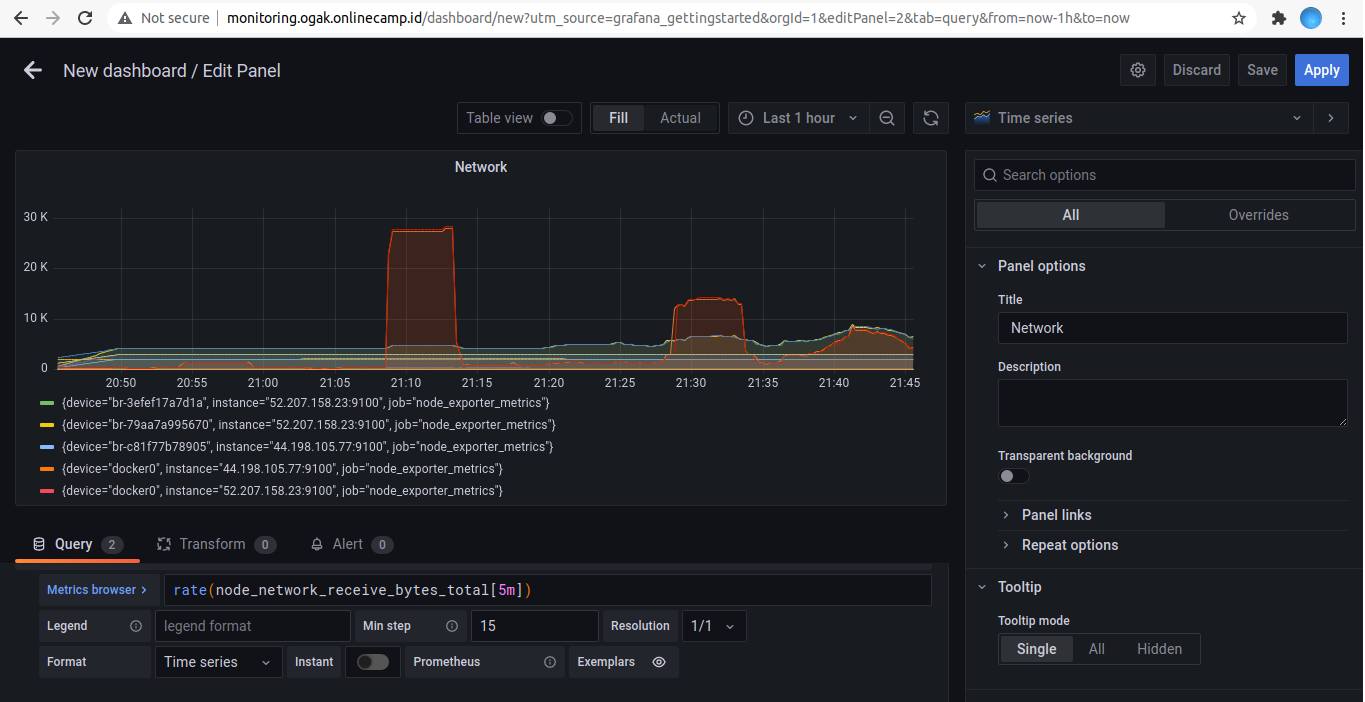 Not secure monitoring.ogak.onlinecamp.id/dashboard/new?utm_source=grafana_gettingstarted&orgId=1&editPanel=2&tab=query&from=now-1h&to=now
New dashboard / Edit Panel
Discard
Save
Apply
Table view
Fill
Actual
Last 1 hour
Time series
Network
30 K
20 K
10 K
0
20:50 20:55 21:00 21:05 21:10 21:15 21:20 21:25 21:30 21:35 21:40 21:45
{device="br-3efef17a7d1a", instance="52.207.158.23:9100", job="node_exporter_metrics"}
{device="br-79aa7a995670", instance="52.207.158.23:9100", job="node_exporter_metrics"}
{device="br-c81f77b78905", instance="44.198.105.77:9100", job="node_exporter_metrics"}
{device="docker0", instance="44.198.105.77:9100", job="node_exporter_metrics"}
{device="docker0", instance="52.207.158.23:9100", job="node_exporter_metrics"}
Query 2
Transform 0
Alert 0
Metrics browser > rate(node_network_receive_bytes_total[5m])
Legend legend format Min step 15 Resolution 1/1
Format Time series Instant Prometheus Exemplars
Search options
All
Overrides
Panel options
Title
Network
Description
Transparent background
Panel links
Repeat options
Tooltip
Tooltip mode
Single
All
Hidden